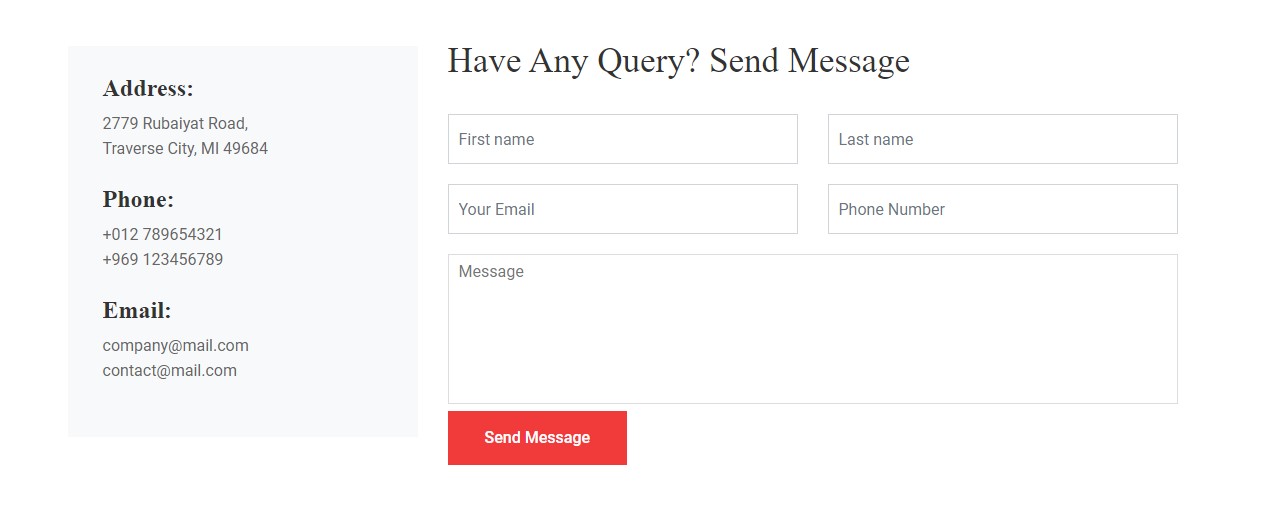 Address:
2779 Rubaiyat Road,
Traverse City, MI 49684
Phone:
+012 789654321
+969 123456789
Email:
company@mail.com
contact@mail.com
Have Any Query? Send Message
First name
Last name
Your Email
Phone Number
Message
Send Message